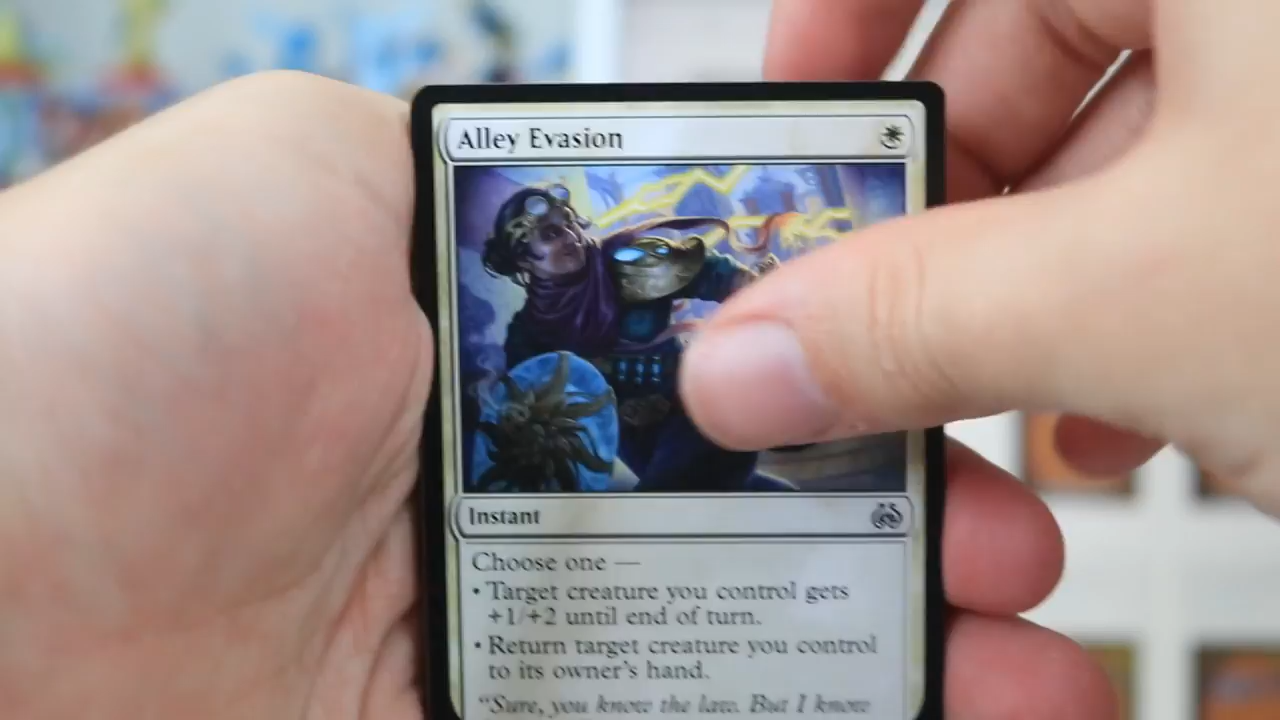 Alley Evasion
Instant
Choose one —
• Target creature you control gets
+1/+2 until end of turn.
• Return target creature you control
to its owner's hand.
"Sure, you know the law. But I know